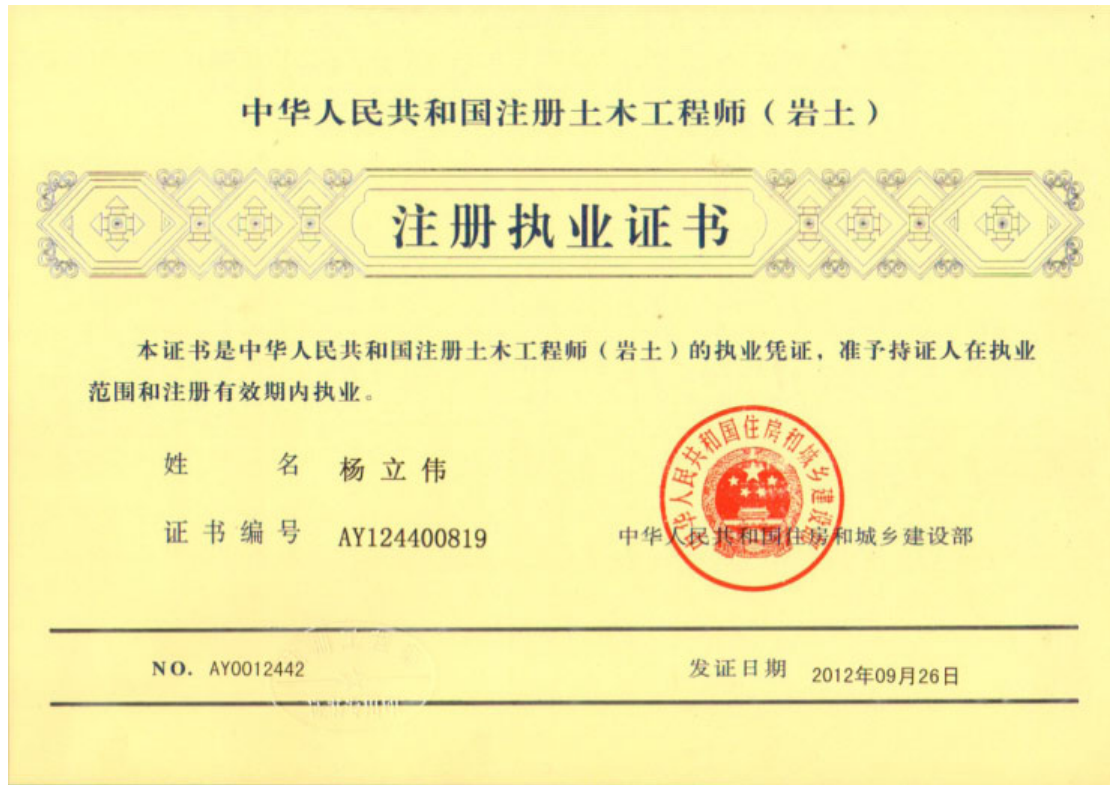 中华人民共和国注册土木工程师（岩土）
注册执业证书
本证书是中华人民共和国注册土木工程师（岩土）的执业凭证，准予持证人在执业
范围和注册有效期内执业。
姓 名 杨立伟
中华人民共和国住房和城乡建设部
证书编号 AY124400819
中华人民共和国住房和城乡建设部
NO. AY0012442
发证日期 2012年09月26日